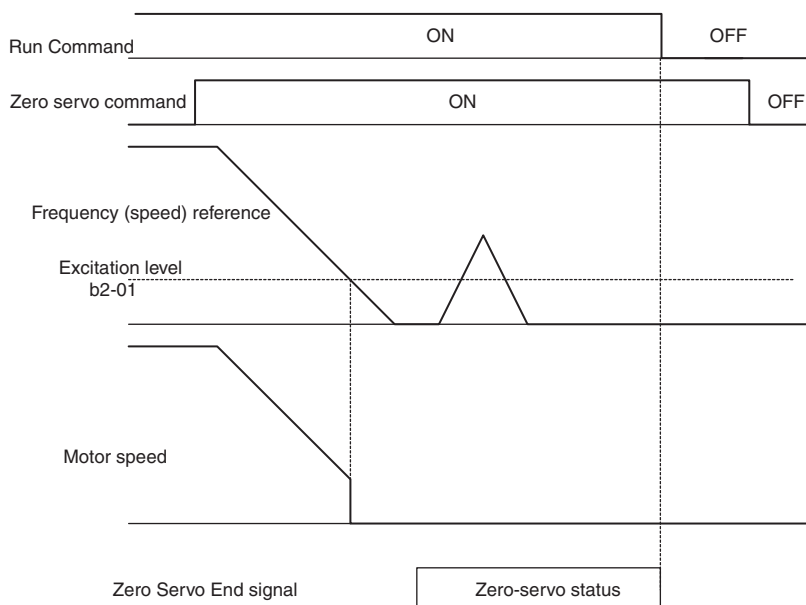 Run Command
ON
OFF
Zero servo command
ON
OFF
Frequency (speed) reference
Excitation level
b2-01
Motor speed
Zero Servo End signal
Zero-servo status